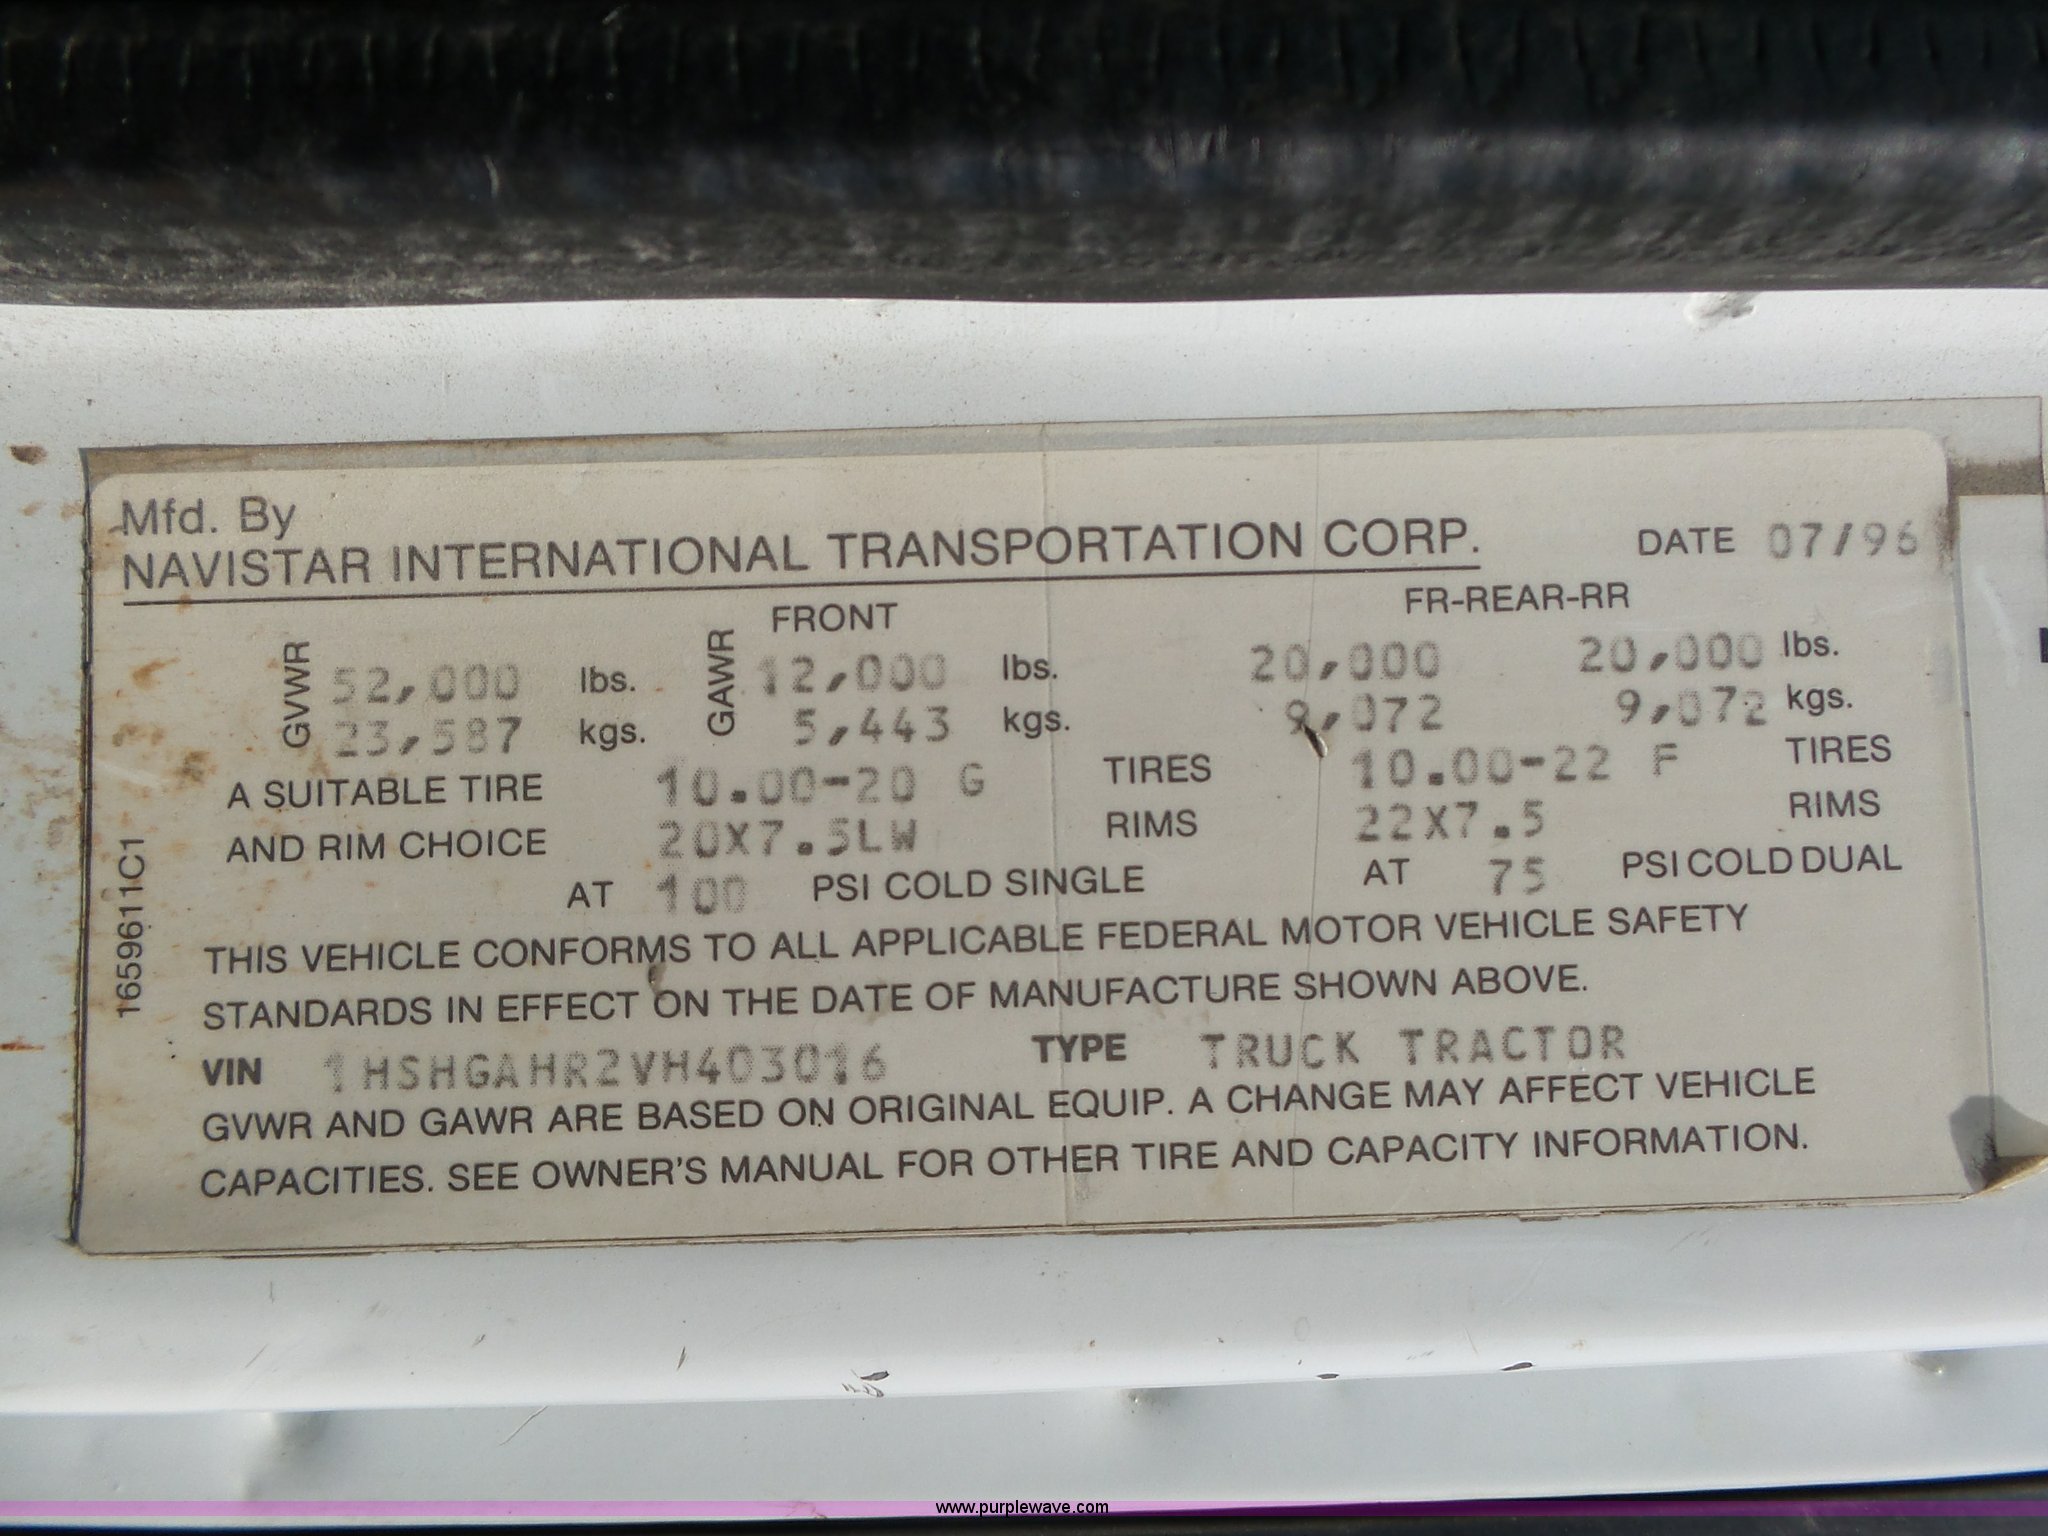 Mfd. By
NAVISTAR INTERNATIONAL TRANSPORTATION CORP. DATE 07/96
FRONT FR-REAR-RR
GVWR 52,000 lbs. GAWR 12,000 lbs. 20,000 20,000 lbs.
23,587 kgs. 5,443 kgs. 9,072 9,072 kgs.
A SUITABLE TIRE 10.00-20 G TIRES 10.00-22 F TIRES
AND RIM CHOICE 20X7.5LW RIMS 22X7.5 RIMS
AT 100 PSI COLD SINGLE AT 75 PSI COLD DUAL
1659611C1
THIS VEHICLE CONFORMS TO ALL APPLICABLE FEDERAL MOTOR VEHICLE SAFETY
STANDARDS IN EFFECT ON THE DATE OF MANUFACTURE SHOWN ABOVE.
VIN 1HSHGAHR2VH403016 TYPE TRUCK TRACTOR
GVWR AND GAWR ARE BASED ON ORIGINAL EQUIP. A CHANGE MAY AFFECT VEHICLE
CAPACITIES. SEE OWNER'S MANUAL FOR OTHER TIRE AND CAPACITY INFORMATION.
www.purplewave.com